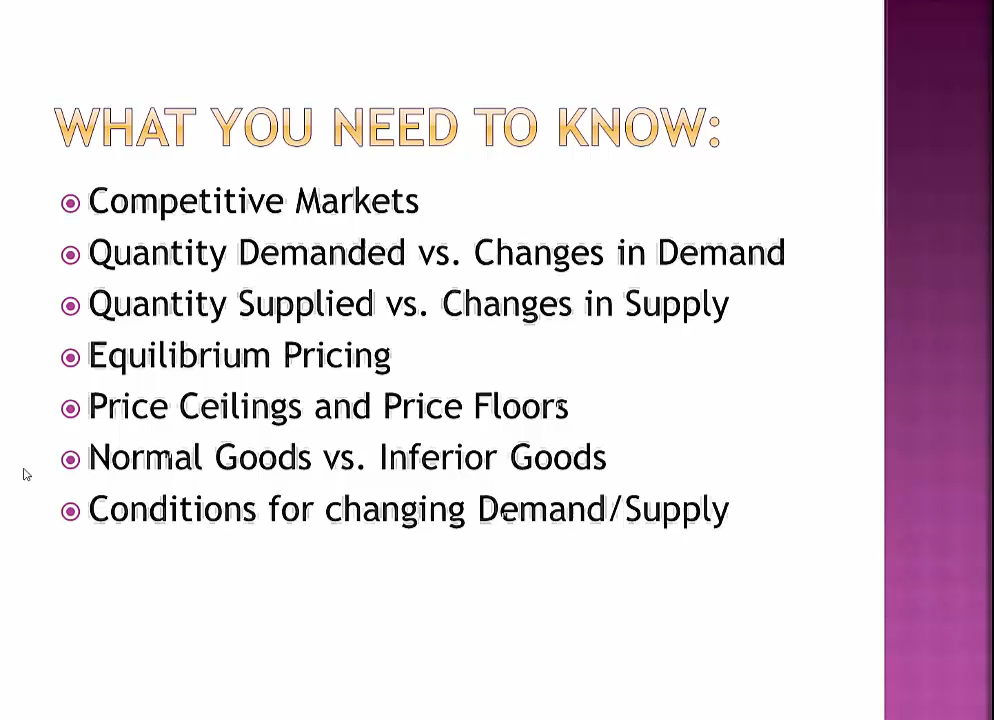 WHAT YOU NEED TO KNOW:
Competitive Markets
Quantity Demanded vs. Changes in Demand
Quantity Supplied vs. Changes in Supply
Equilibrium Pricing
Price Ceilings and Price Floors
Normal Goods vs. Inferior Goods
Conditions for changing Demand/Supply